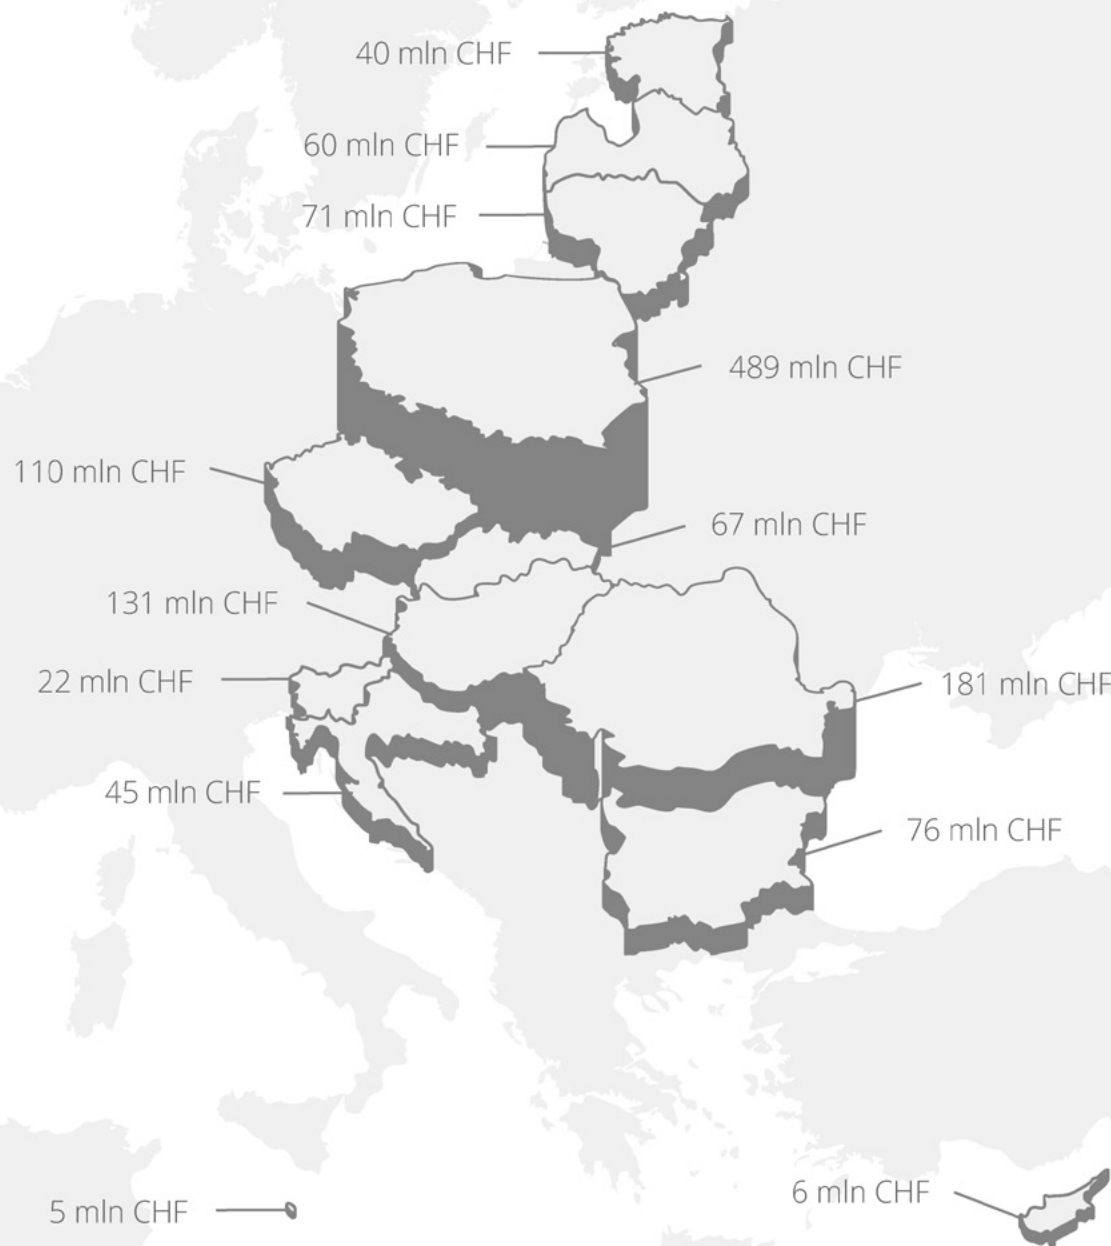 40 mln CHF
60 mln CHF
71 mln CHF
489 mln CHF
110 mln CHF
67 mln CHF
131 mln CHF
22 mln CHF
181 mln CHF
45 mln CHF
76 mln CHF
6 mln CHF
5 mln CHF